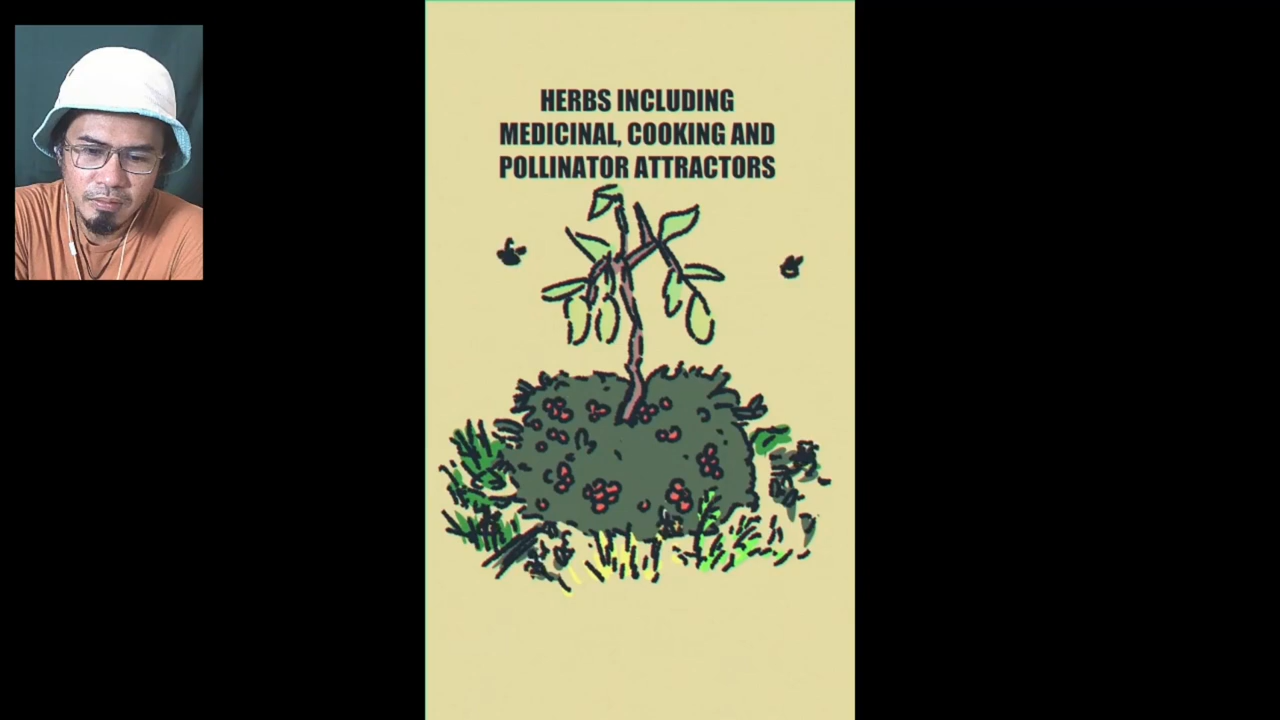 HERBS INCLUDING
MEDICINAL, COOKING AND
POLLINATOR ATTRACTORS